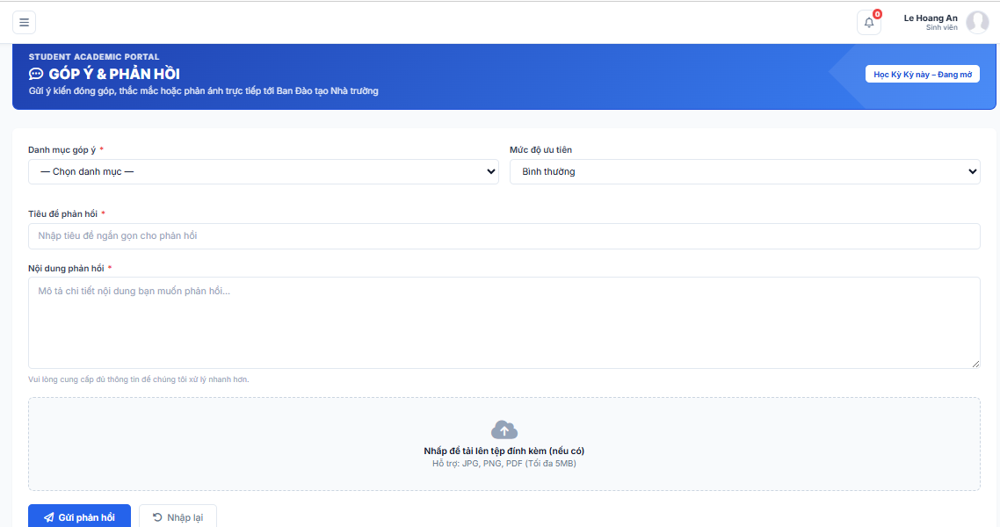 0
Le Hoang An
Sinh viên
STUDENT ACADEMIC PORTAL
GÓP Ý & PHẢN HỒI
Gửi ý kiến đóng góp, thắc mắc hoặc phản ánh trực tiếp tới Ban Đào tạo Nhà trường
Học Kỳ Kỳ này – Đang mở
Danh mục góp ý *
Mức độ ưu tiên
— Chọn danh mục —
Bình thường
Tiêu đề phản hồi *
Nhập tiêu đề ngắn gọn cho phản hồi
Nội dung phản hồi *
Mô tả chi tiết nội dung bạn muốn phản hồi...
Vui lòng cung cấp đủ thông tin để chúng tôi xử lý nhanh hơn.
Nhấp để tải lên tệp đính kèm (nếu có)
Hỗ trợ: JPG, PNG, PDF (Tối đa 5MB)
Gửi phản hồi
Nhập lại